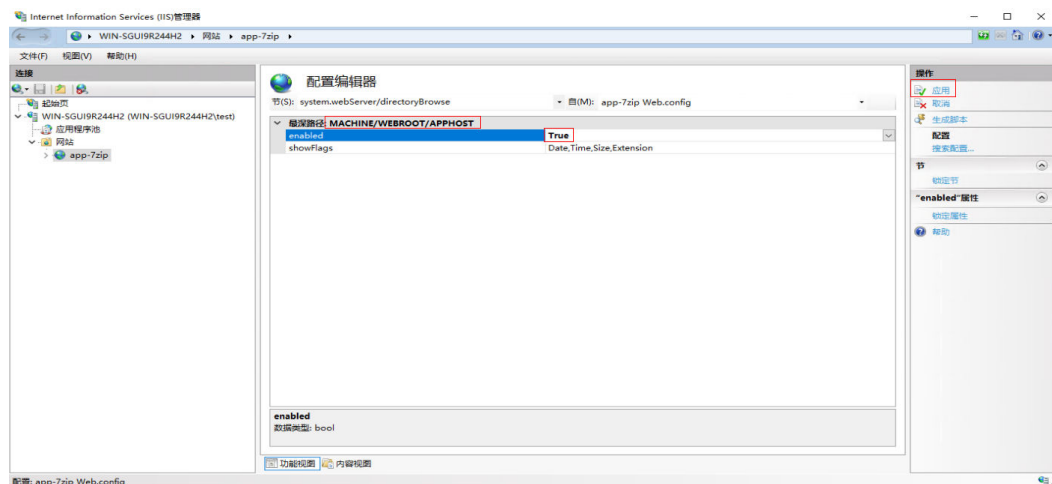 Internet Information Services (IIS)管理器
WIN-SGUI9R244H2 ▸ 网站 ▸ app-7zip ▸
文件(F) 视图(V) 帮助(H)
连接
起始页
WIN-SGUI9R244H2 (WIN-SGUI9R244H2\test)
应用程序池
网站
app-7zip
配置编辑器
节(S): system.webServer/directoryBrowse 自(M): app-7zip Web.config
最深路径: MACHINE/WEBROOT/APPHOST
enabled True
showFlags Date,Time,Size,Extension
enabled
数据类型: bool
功能视图 内容视图
操作
应用
取消
生成脚本
配置
搜索配置...
节
锁定节
"enabled"属性
锁定属性
帮助
配置: app-7zip Web.config